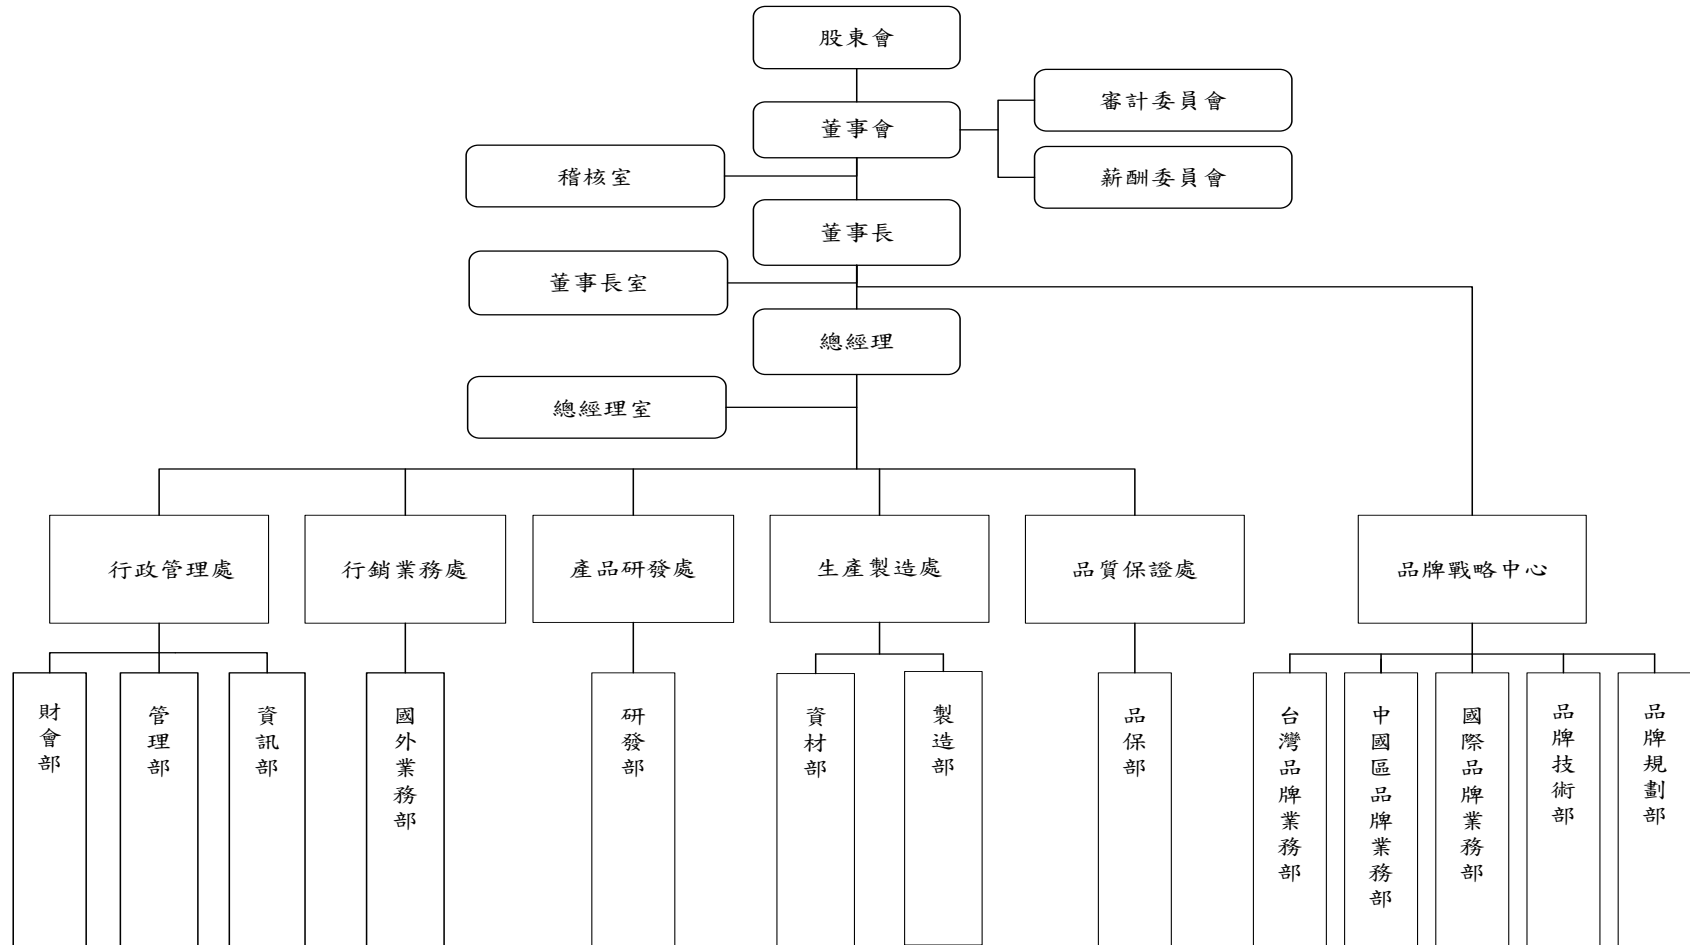 股東會
審計委員會
董事會
稽核室
薪酬委員會
董事長
董事長室
總經理
總經理室
行政管理處
行銷業務處
產品研發處
生產製造處
品質保證處
品牌戰略中心
財會部
管理部
資訊部
國外業務部
研發部
資材部
製造部
品保部
台灣品牌業務部
中國區品牌業務部
國際品牌業務部
品牌技術部
品牌規劃部